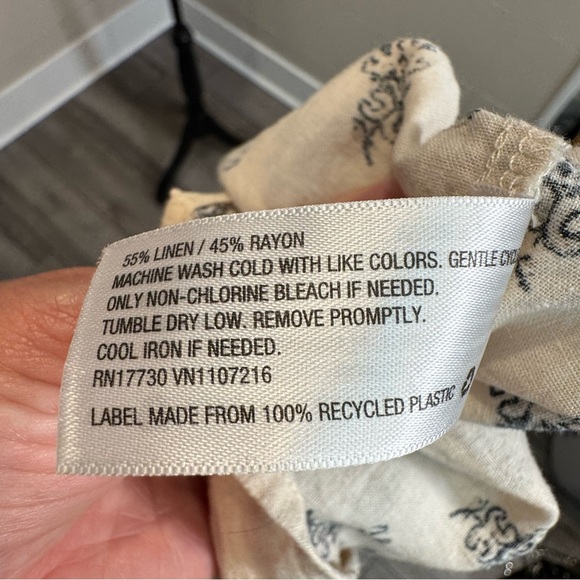 55% LINEN / 45% RAYON
MACHINE WASH COLD WITH LIKE COLORS. GENTLE
ONLY NON-CHLORINE BLEACH IF NEEDED.
TUMBLE DRY LOW. REMOVE PROMPTLY.
COOL IRON IF NEEDED.
RN17730 VN1107216
LABEL MADE FROM 100% RECYCLED PLASTIC